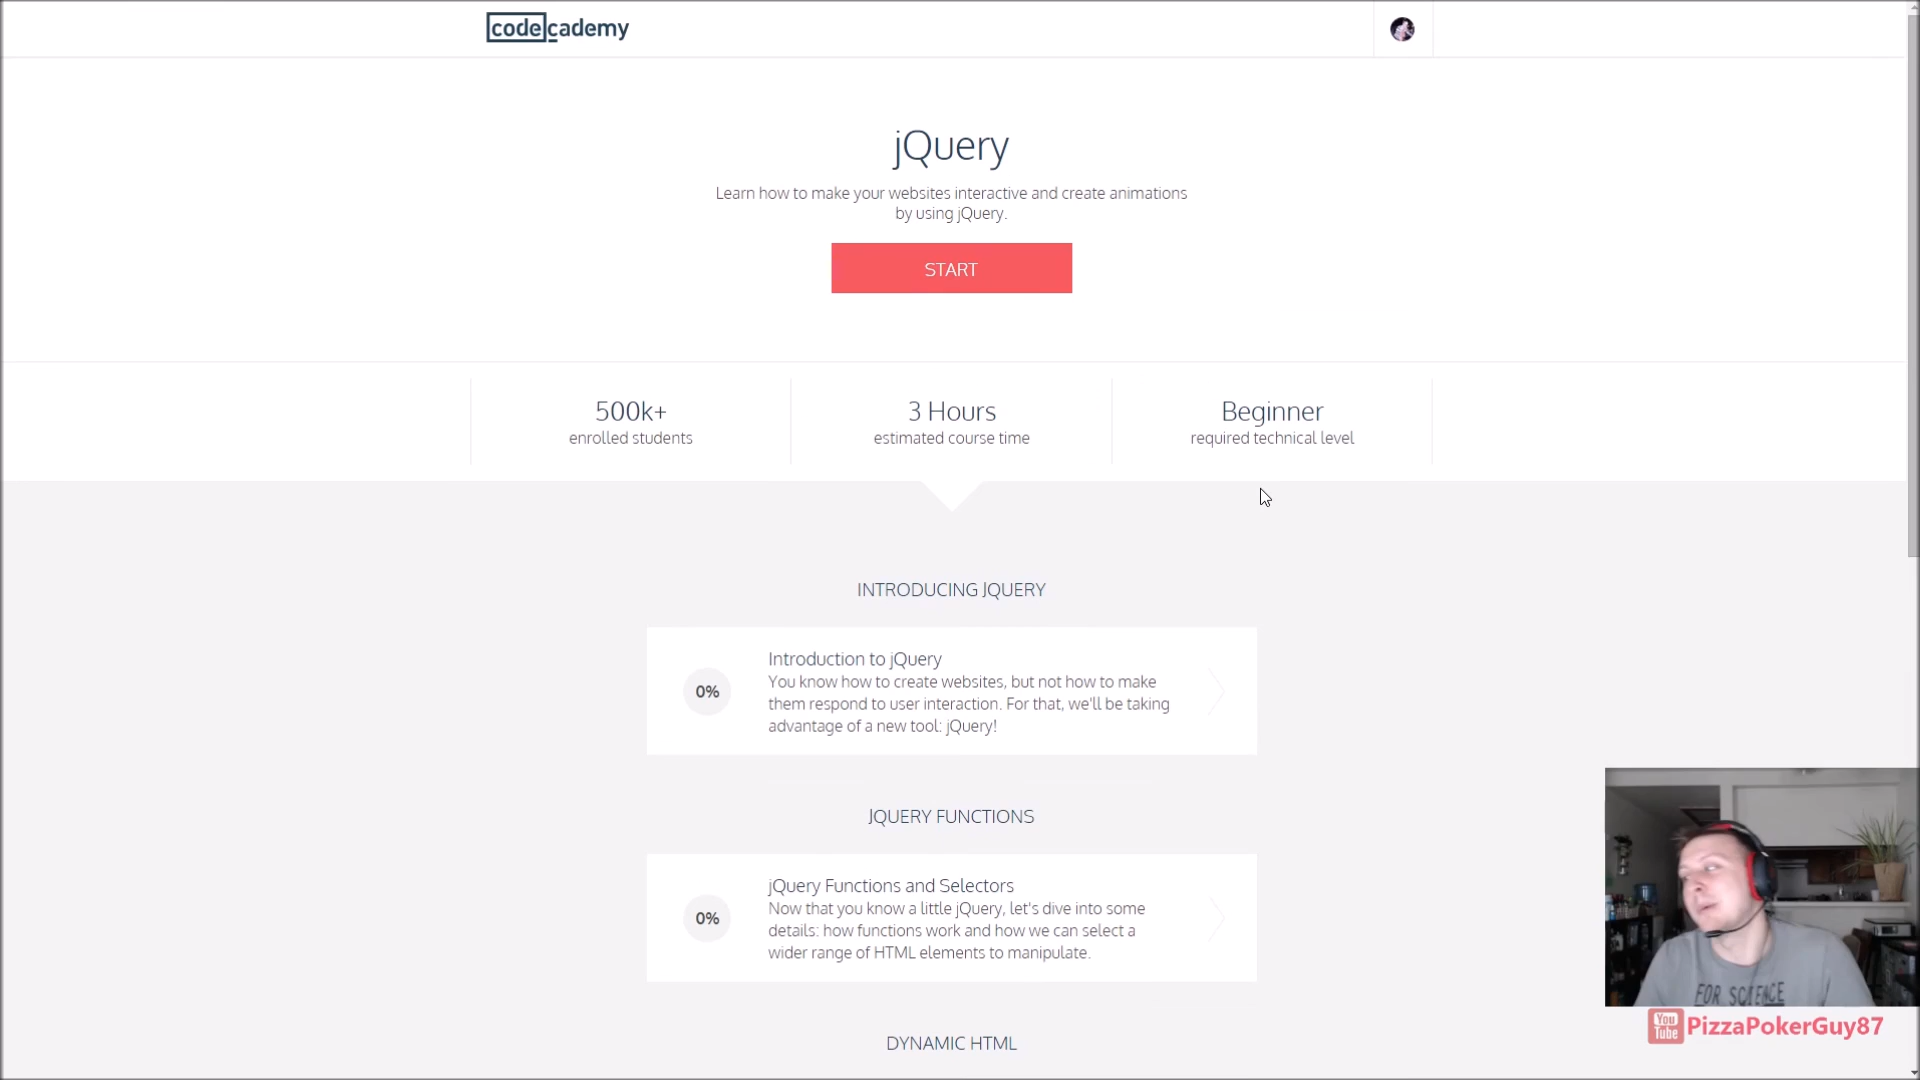 codecademy
jQuery
Learn how to make your websites interactive and create animations
by using jQuery.
START
500k+
enrolled students
3 Hours
estimated course time
Beginner
required technical level
INTRODUCING JQUERY
0%
Introduction to jQuery
You know how to create websites, but not how to make
them respond to user interaction. For that, we'll be taking
advantage of a new tool: jQuery!
JQUERY FUNCTIONS
0%
jQuery Functions and Selectors
Now that you know a little jQuery, let's dive into some
details: how functions work and how we can select a
wider range of HTML elements to manipulate.
DYNAMIC HTML
FOR SCIENCE
You
Tube
PizzaPokerGuy87